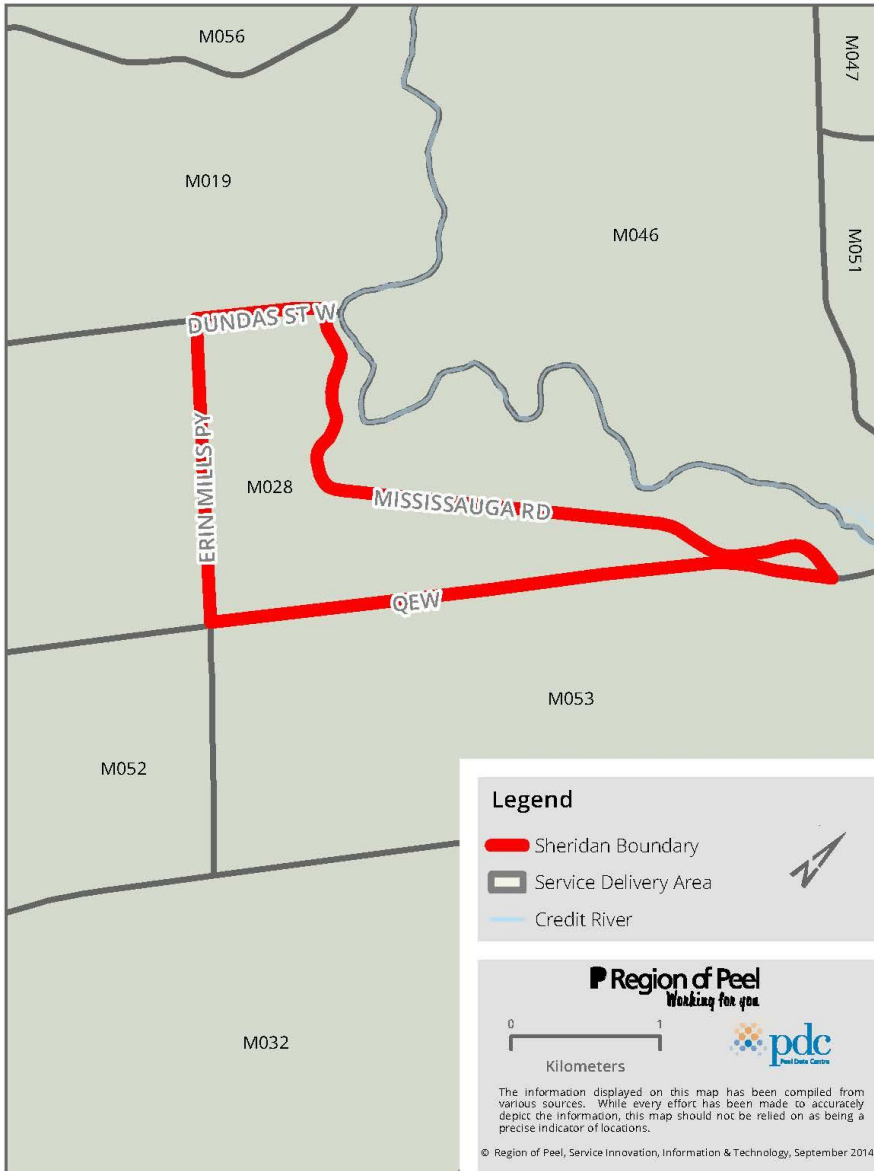 M056
M047
M019
M046
M051
DUNDAS ST W
ERIN MILLS PY
M028
MISSISSAUGA RD
QEW
M053
M052
M032
Legend
Sheridan Boundary
Service Delivery Area
Credit River
N
Region of Peel
Working for you
0 1
Kilometers
pdc
Peel Data Centre
The information displayed on this map has been compiled from
various sources. While every effort has been made to accurately
depict the information, this map should not be relied on as being a
precise indicator of locations.
© Region of Peel, Service Innovation, Information & Technology, September 2014